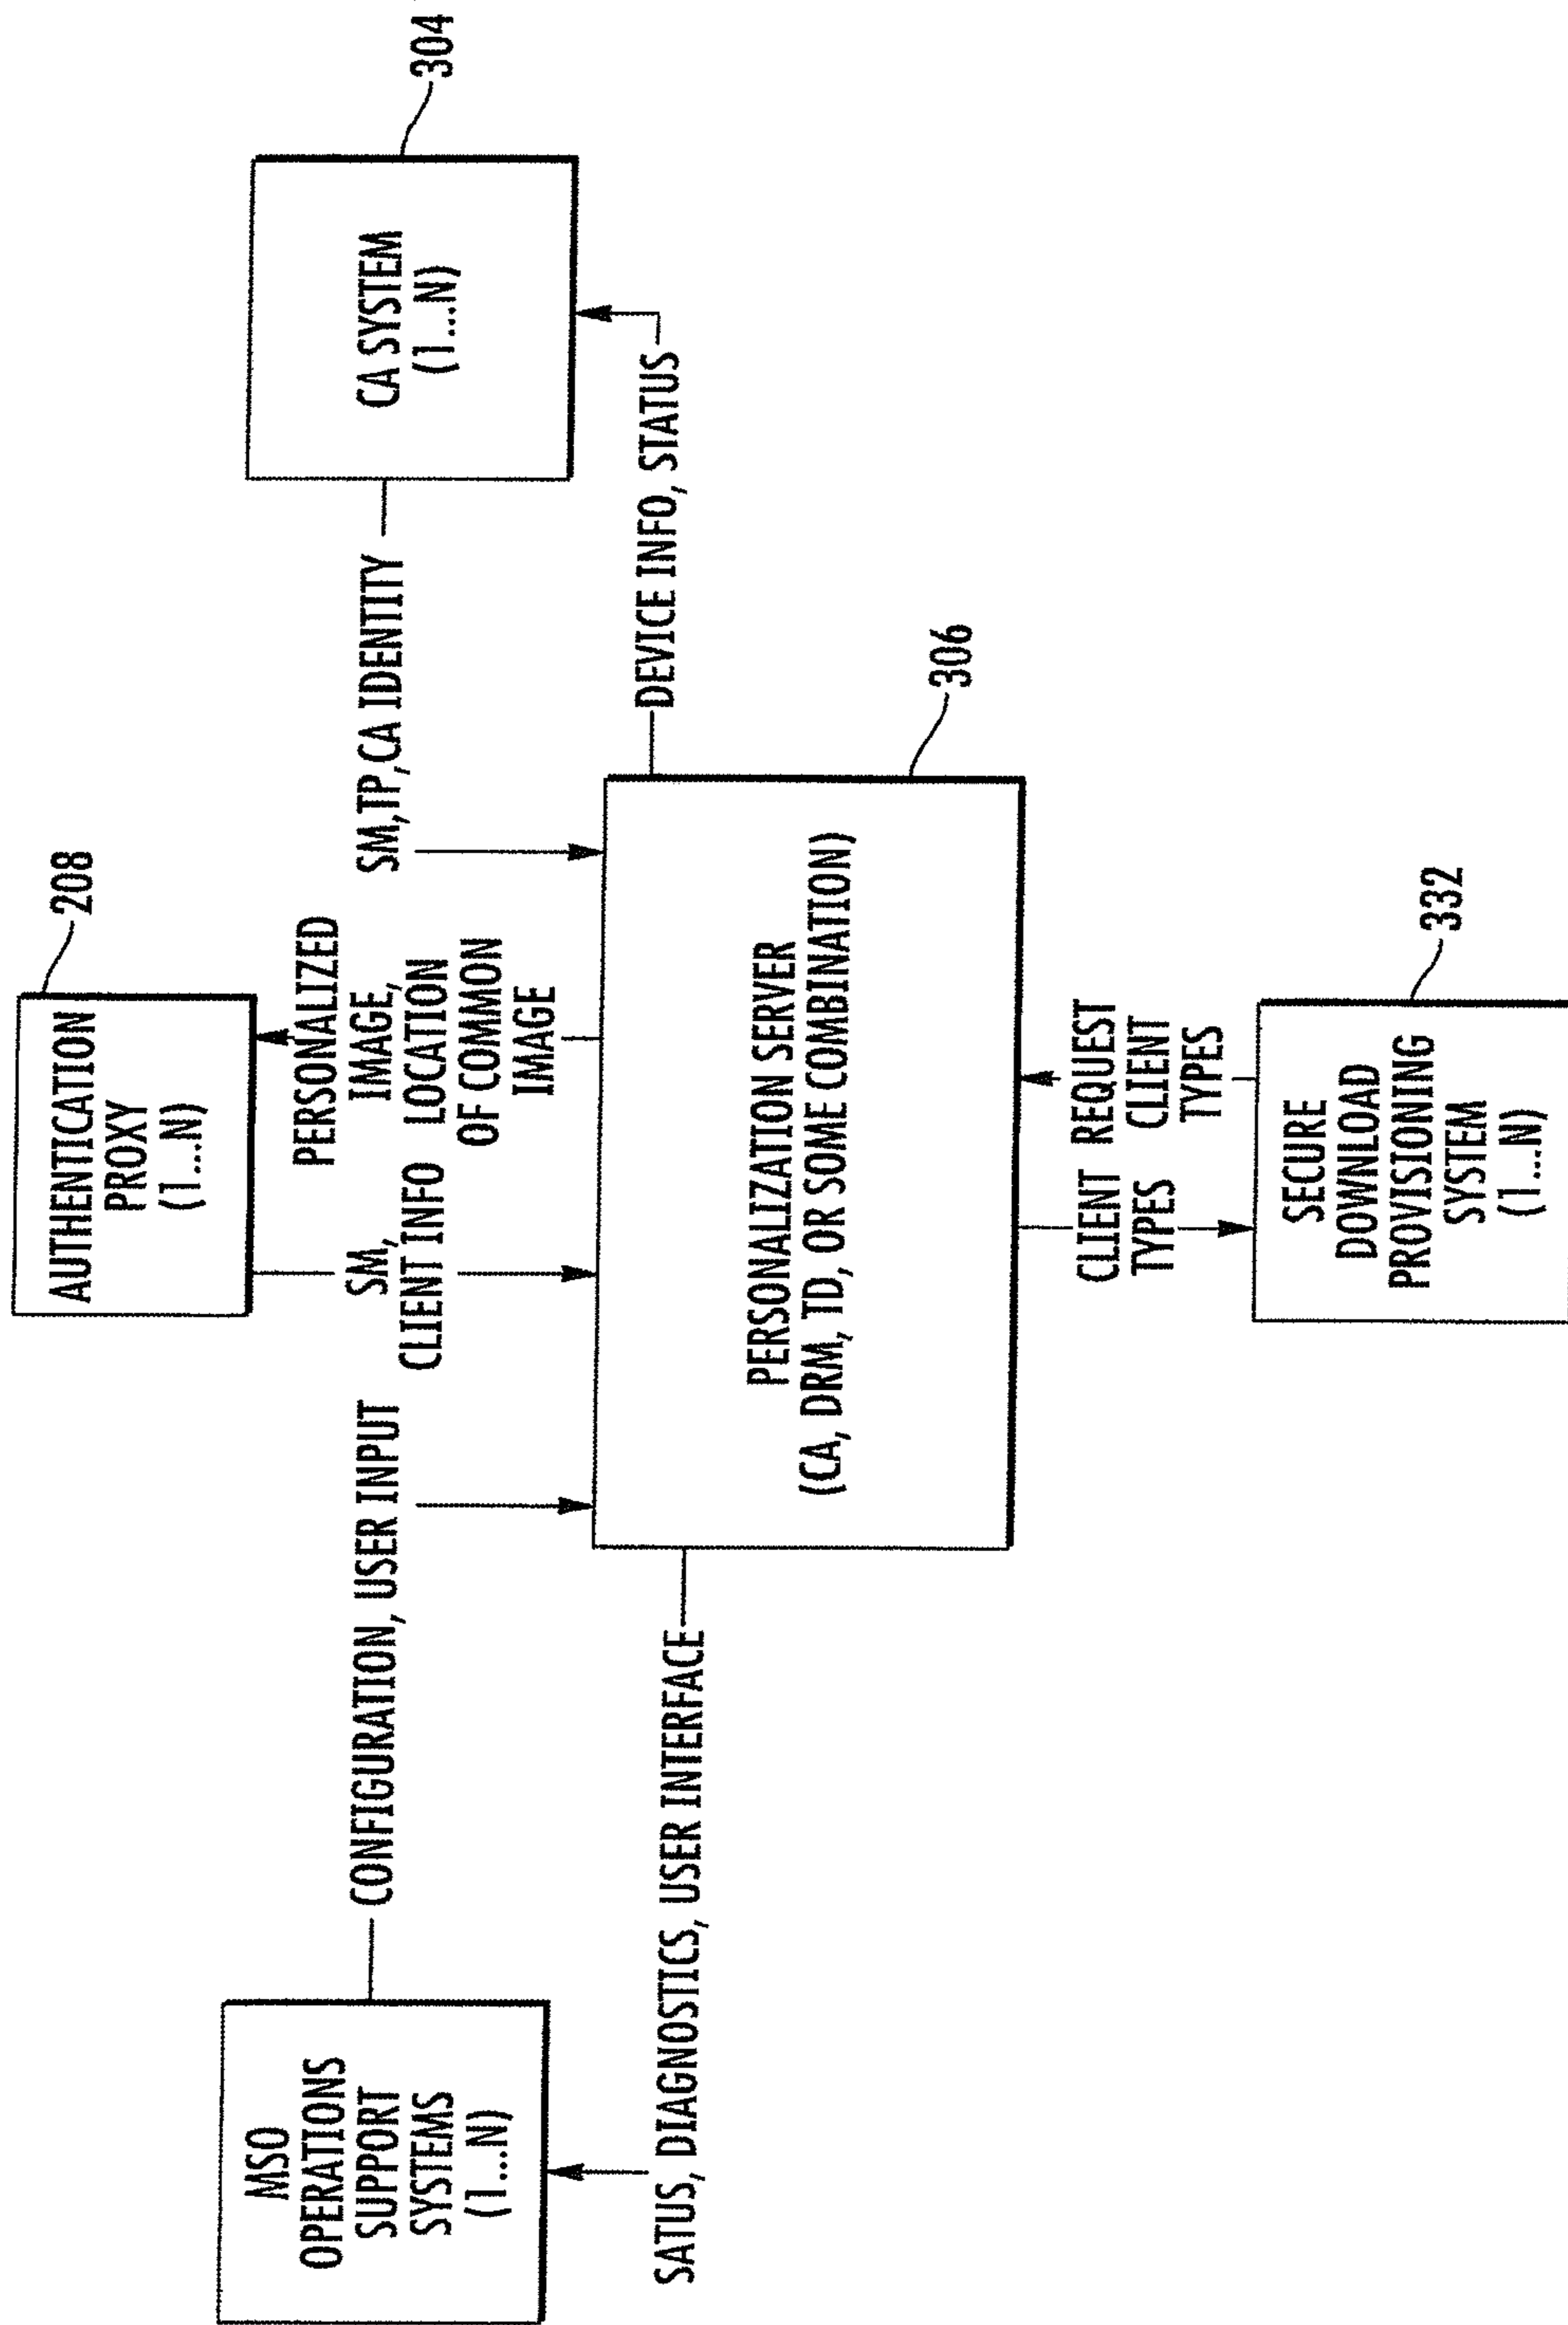 208
AUTHENTICATION
PROXY
(1...N)
304
CA SYSTEM
(1...N)
MSO
OPERATIONS
SUPPORT
SYSTEMS
(1...N)
CONFIGURATION, USER INPUT
SM,
CLIENT INFO
PERSONALIZED
IMAGE,
LOCATION
OF COMMON
IMAGE
SM,TP,CA IDENTITY
SATUS, DIAGNOSTICS, USER INTERFACE
DEVICE INFO, STATUS
306
PERSONALIZATION SERVER
(CA, DRM, TD, OR SOME COMBINATION)
CLIENT
TYPES
REQUEST
CLIENT
TYPES
332
SECURE
DOWNLOAD
PROVISIONING
SYSTEM
(1...N)